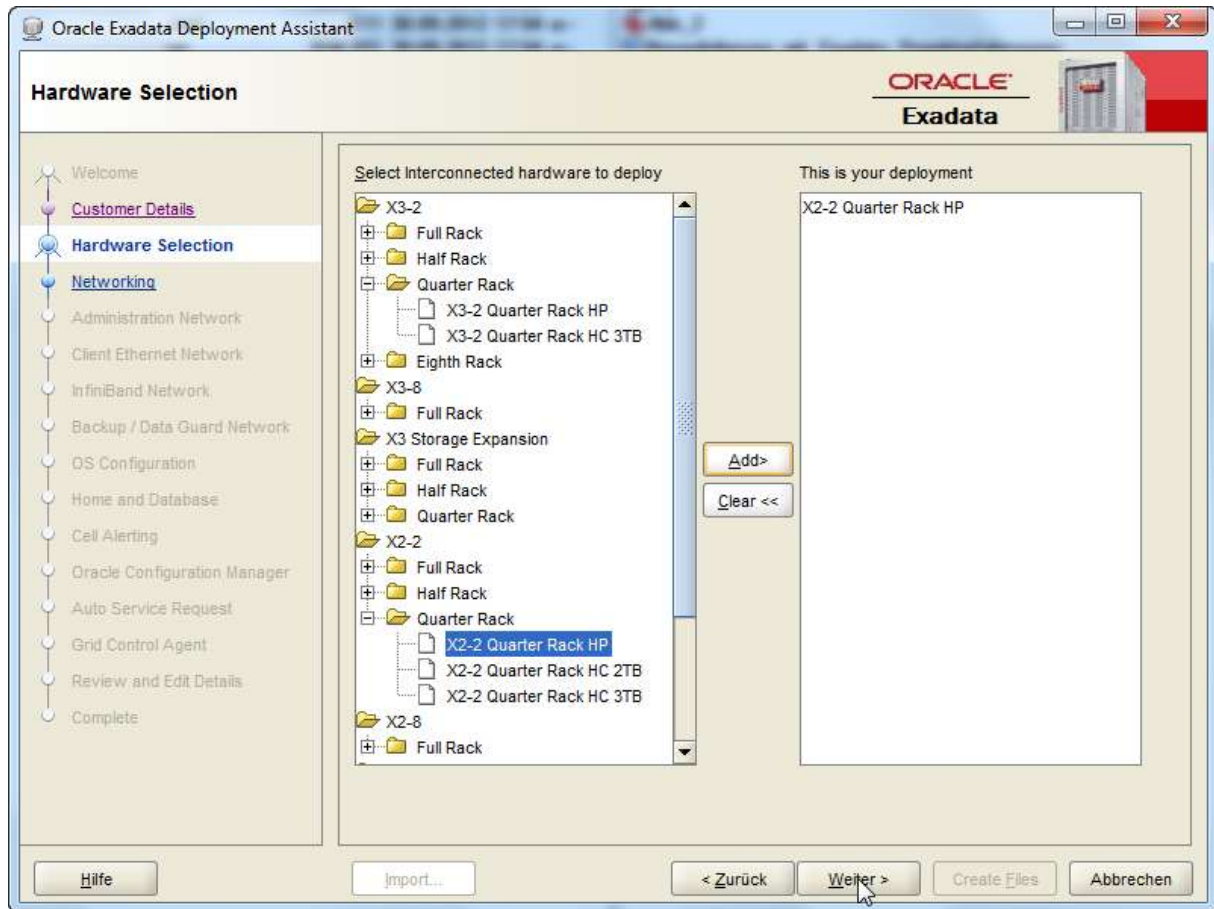 Oracle Exadata Deployment Assistant
Hardware Selection
ORACLE
Exadata
Welcome
Customer Details
Hardware Selection
Networking
Administration Network
Client Ethernet Network
InfiniBand Network
Backup / Data Guard Network
OS Configuration
Home and Database
Cell Alerting
Oracle Configuration Manager
Auto Service Request
Grid Control Agent
Review and Edit Details
Complete
Select Interconnected hardware to deploy
X3-2
Full Rack
Half Rack
Quarter Rack
X3-2 Quarter Rack HP
X3-2 Quarter Rack HC 3TB
Eighth Rack
X3-8
Full Rack
X3 Storage Expansion
Full Rack
Half Rack
Quarter Rack
X2-2
Full Rack
Half Rack
Quarter Rack
X2-2 Quarter Rack HP
X2-2 Quarter Rack HC 2TB
X2-2 Quarter Rack HC 3TB
X2-8
Full Rack
Add>
Clear <<
This is your deployment
X2-2 Quarter Rack HP
Hilfe
Import...
< Zurück
Weiter >
Create Files
Abbrechen